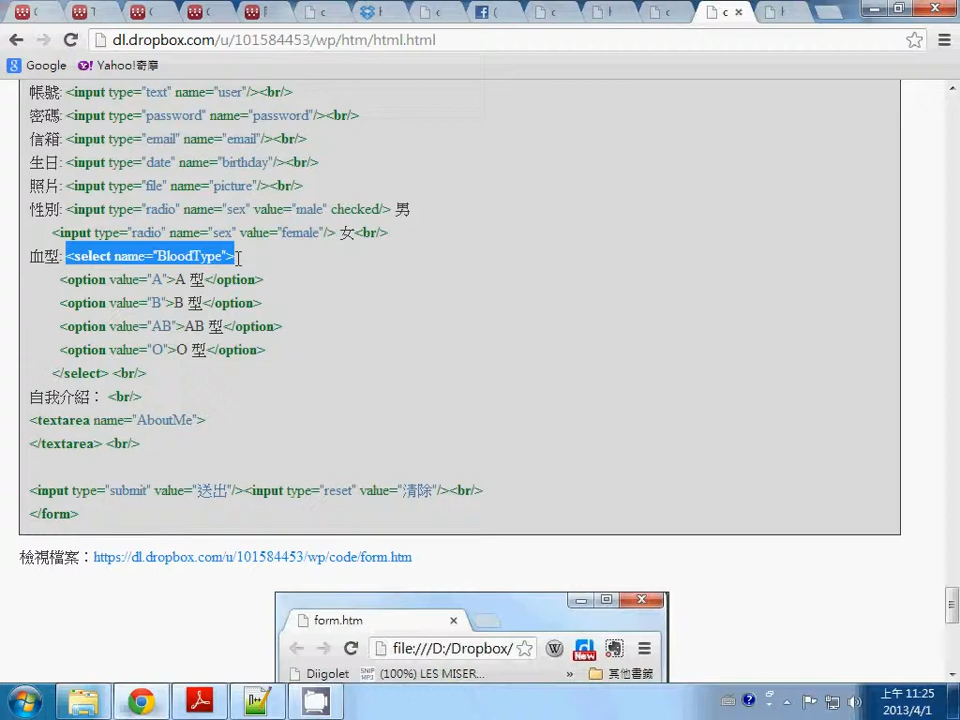 dl.dropbox.com/u/101584453/wp/htm/html.html
Google Yahoo!奇摩
帳號: <input type="text" name="user"/><br/>
密碼: <input type="password" name="password"/><br/>
信箱: <input type="email" name="email"/><br/>
生日: <input type="date" name="birthday"/><br/>
照片: <input type="file" name="picture"/><br/>
性別: <input type="radio" name="sex" value="male" checked/> 男
<input type="radio" name="sex" value="female"/> 女<br/>
血型: <select name="BloodType">
<option value="A">A 型</option>
<option value="B">B 型</option>
<option value="AB">AB 型</option>
<option value="O">O 型</option>
</select> <br/>
自我介紹： <br/>
<textarea name="AboutMe">
</textarea> <br/>
<input type="submit" value="送出"/><input type="reset" value="清除"/><br/>
</form>
檢視檔案：https://dl.dropbox.com/u/101584453/wp/code/form.htm
form.htm
file:///D:/Dropbox/
Diigolet (100%) LES MISER... » 其他書籤
上午 11:25
2013/4/1